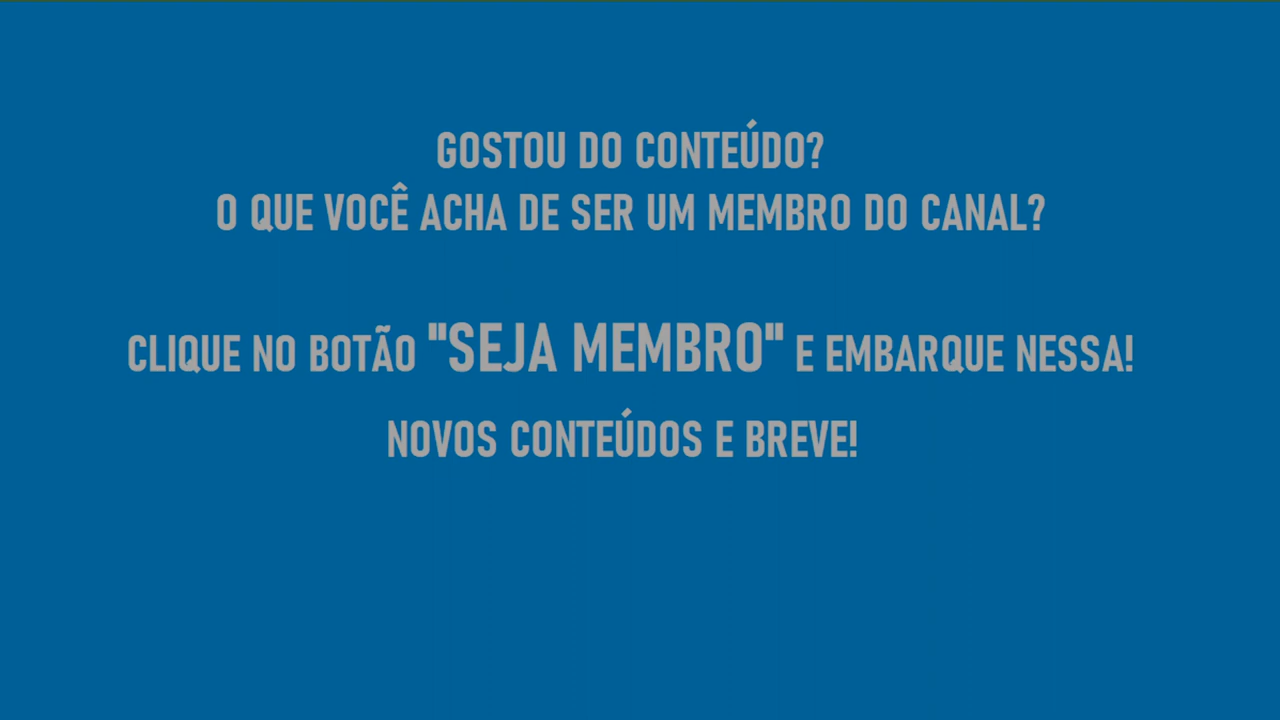 GOSTOU DO CONTEÚDO?
O QUE VOCÊ ACHA DE SER UM MEMBRO DO CANAL?
CLIQUE NO BOTÃO "SEJA MEMBRO" E EMBARQUE NESSA!
NOVOS CONTEÚDOS E BREVE!